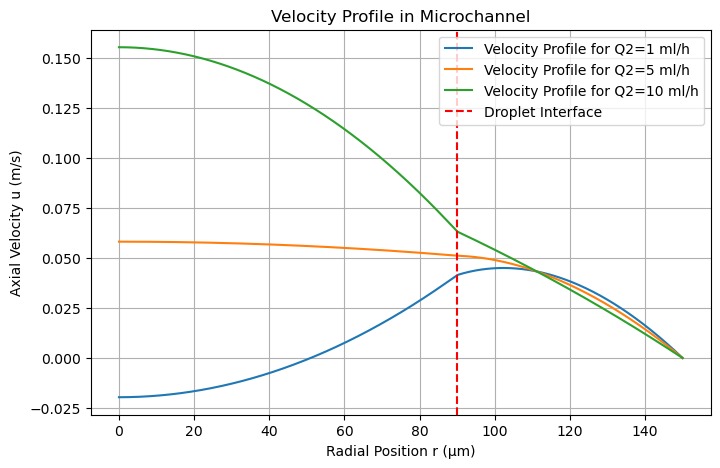 Velocity Profile in Microchannel
Velocity Profile for Q2=1 ml/h
Velocity Profile for Q2=5 ml/h
Velocity Profile for Q2=10 ml/h
Droplet Interface
Axial Velocity u (m/s)
0.150
0.125
0.100
0.075
0.050
0.025
0.000
−0.025
0 20 40 60 80 100 120 140
Radial Position r (μm)